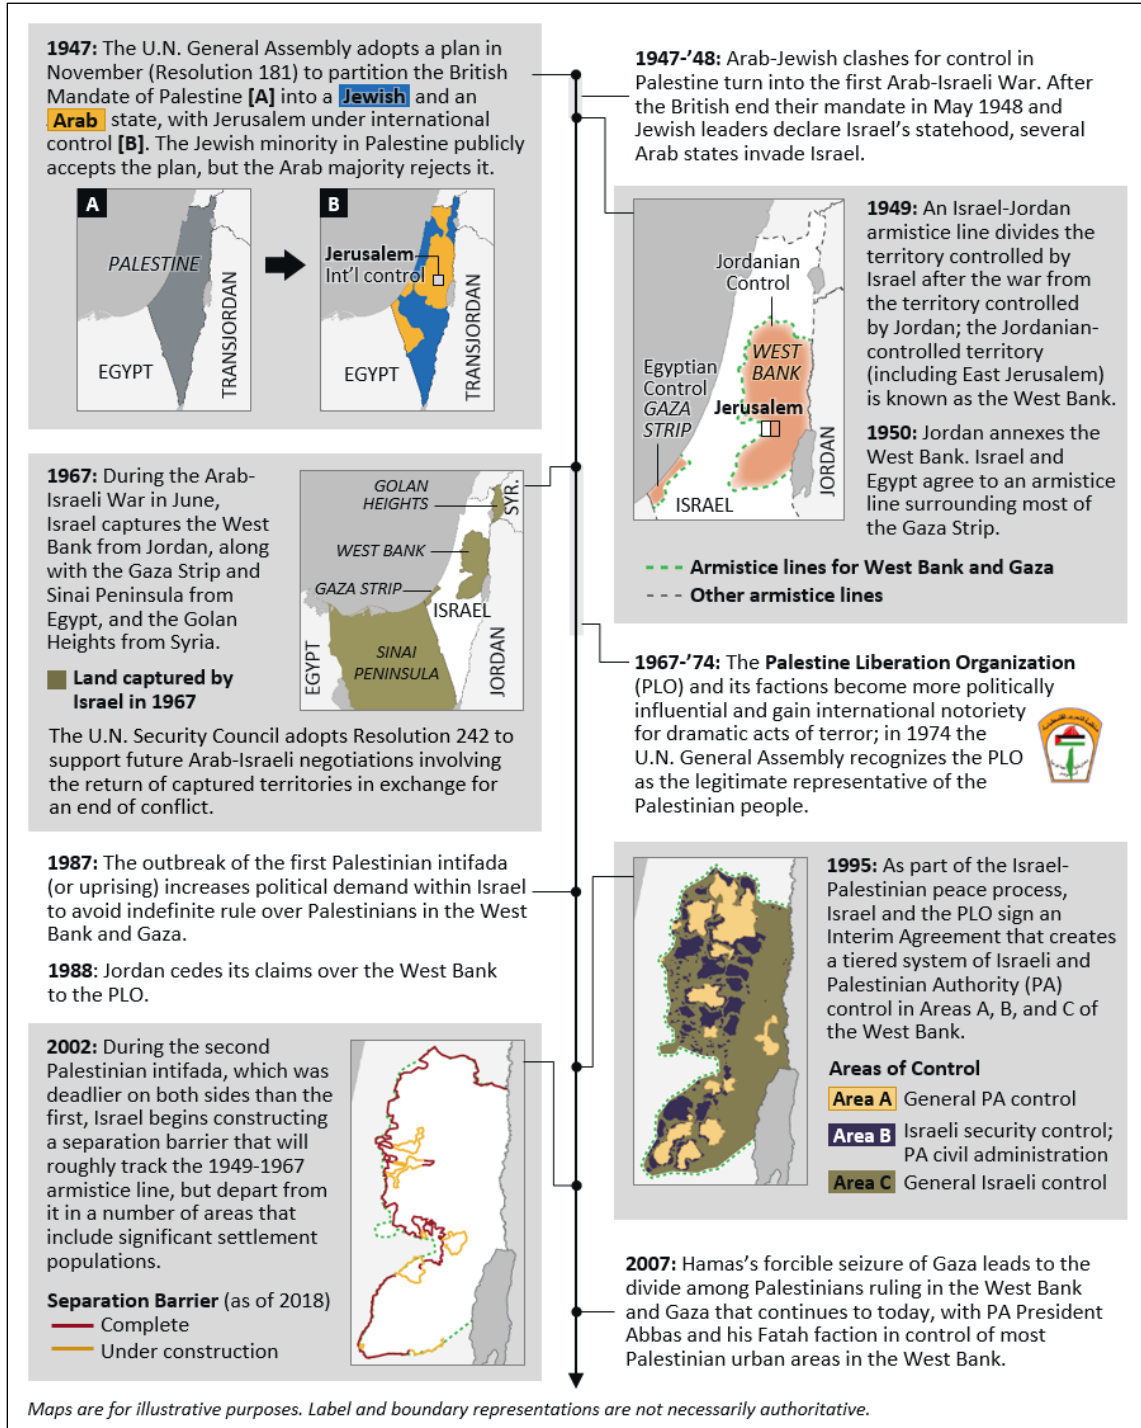 1947: The U.N. General Assembly adopts a plan in
November (Resolution 181) to partition the British
Mandate of Palestine [A] into a Jewish and an
Arab state, with Jerusalem under international
control [B]. The Jewish minority in Palestine publicly
accepts the plan, but the Arab majority rejects it.
A
PALESTINE
EGYPT
TRANSJORDAN
B
Jerusalem
Int'l control
EGYPT
TRANSJORDAN
1947-'48: Arab-Jewish clashes for control in
Palestine turn into the first Arab-Israeli War. After
the British end their mandate in May 1948 and
Jewish leaders declare Israel's statehood, several
Arab states invade Israel.
Jordanian
Control
WEST
BANK
Egyptian
Control
GAZA
STRIP
Jerusalem
ISRAEL
JORDAN
1949: An Israel-Jordan
armistice line divides the
territory controlled by
Israel after the war from
the territory controlled
by Jordan; the Jordanian-
controlled territory
(including East Jerusalem)
is known as the West Bank.
1950: Jordan annexes the
West Bank. Israel and
Egypt agree to an armistice
line surrounding most of
the Gaza Strip.
Armistice lines for West Bank and Gaza
Other armistice lines
1967: During the Arab-
Israeli War in June,
Israel captures the West
Bank from Jordan, along
with the Gaza Strip and
Sinai Peninsula from
Egypt, and the Golan
Heights from Syria.
Land captured by
Israel in 1967
GOLAN
HEIGHTS
SYR.
WEST BANK
GAZA STRIP
ISRAEL
SINAI
PENINSULA
EGYPT
JORDAN
The U.N. Security Council adopts Resolution 242 to
support future Arab-Israeli negotiations involving
the return of captured territories in exchange for
an end of conflict.
1967-'74: The Palestine Liberation Organization
(PLO) and its factions become more politically
influential and gain international notoriety
for dramatic acts of terror; in 1974 the
U.N. General Assembly recognizes the PLO
as the legitimate representative of the
Palestinian people.
1987: The outbreak of the first Palestinian intifada
(or uprising) increases political demand within Israel
to avoid indefinite rule over Palestinians in the West
Bank and Gaza.
1988: Jordan cedes its claims over the West Bank
to the PLO.
1995: As part of the Israel-
Palestinian peace process,
Israel and the PLO sign an
Interim Agreement that creates
a tiered system of Israeli and
Palestinian Authority (PA)
control in Areas A, B, and C of
the West Bank.
Areas of Control
Area A General PA control
Area B Israeli security control;
PA civil administration
Area C General Israeli control
2002: During the second
Palestinian intifada, which was
deadlier on both sides than the
first, Israel begins constructing
a separation barrier that will
roughly track the 1949-1967
armistice line, but depart from
it in a number of areas that
include significant settlement
populations.
Separation Barrier (as of 2018)
Complete
Under construction
2007: Hamas's forcible seizure of Gaza leads to the
divide among Palestinians ruling in the West Bank
and Gaza that continues to today, with PA President
Abbas and his Fatah faction in control of most
Palestinian urban areas in the West Bank.
Maps are for illustrative purposes. Label and boundary representations are not necessarily authoritative.